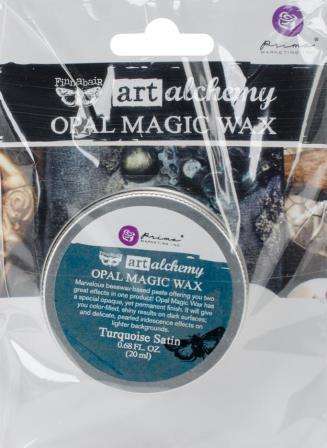 Prima
MARKETING INC.
Finnabair
art alchemy
OPAL MAGIC WAX
Prima
MARKETING INC.
art alchemy
OPAL MAGIC WAX
Marvelous beeswax-based paste offering you two
great effects in one product! Opal Magic Wax has
a special opaque, yet permanent finish. It will give
you color-filled, shiny results on dark surfaces;
and delicate, pearled iridescence effects on
lighter backgrounds.
Turquoise Satin
0.68 FL. OZ
(20 ml)